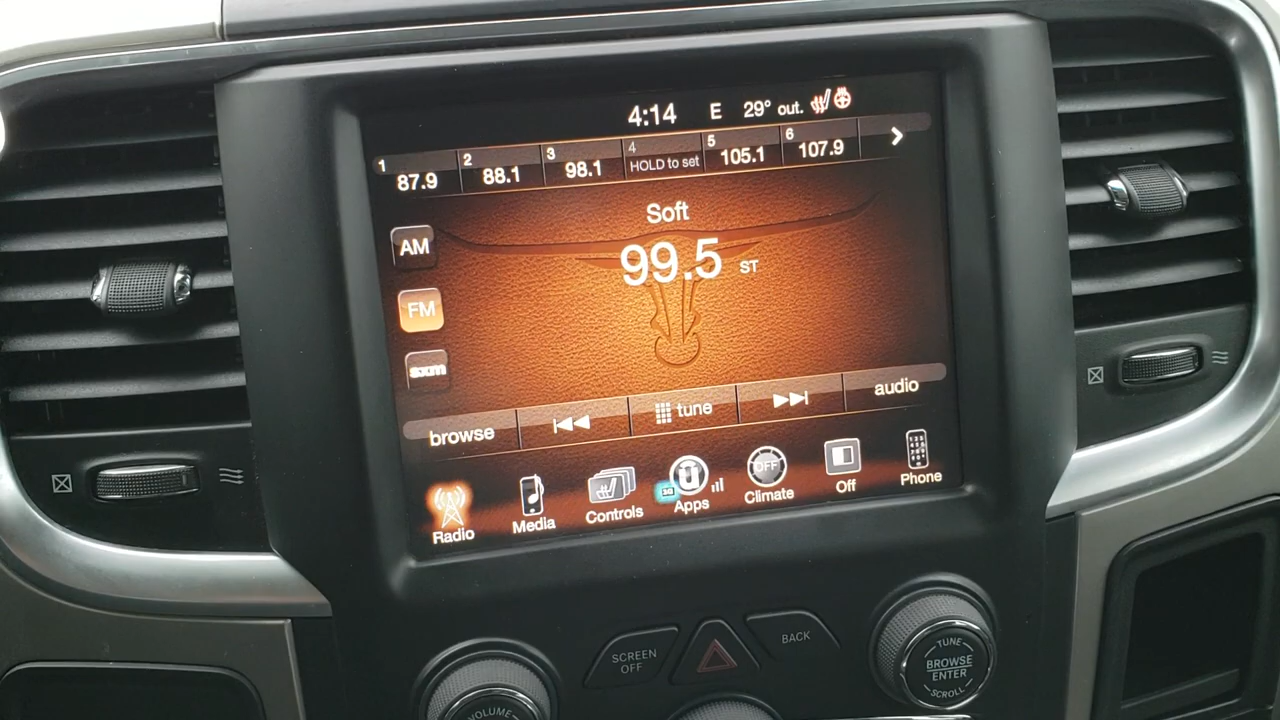 4:14 E 29° out.
1 87.9 2 88.1 3 98.1 4 HOLD to set 5 105.1 6 107.9
Soft
AM
99.5 ST
FM
sxm
browse tune audio
Radio Media Controls 3G Apps OFF Climate Off Phone
SCREEN
OFF
BACK
VOLUME
TUNE
BROWSE
ENTER
SCROLL